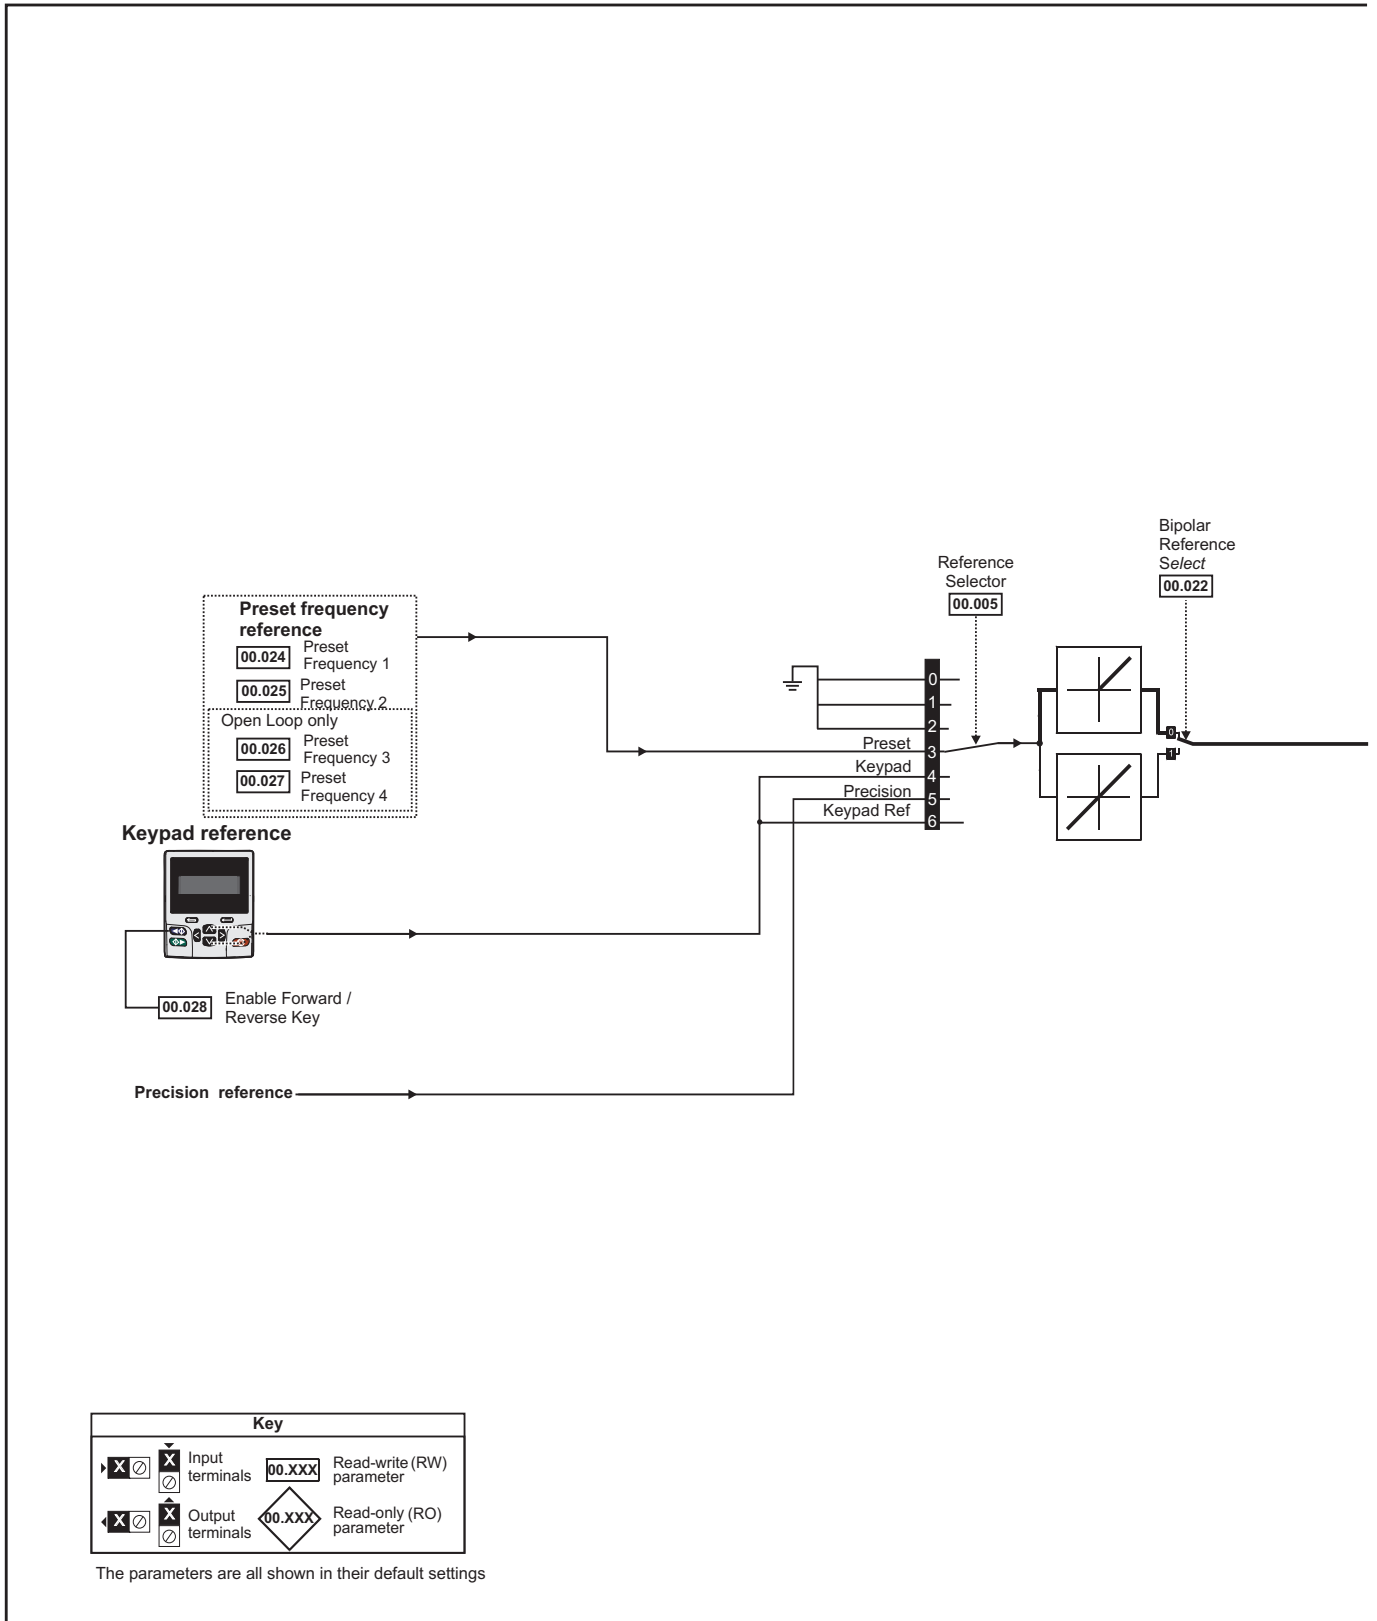 Bipolar
Reference
Select
00.022
Reference
Selector
00.005
Preset frequency
reference
00.024 Preset
Frequency 1
00.025 Preset
Frequency 2
Open Loop only
00.026 Preset
Frequency 3
00.027 Preset
Frequency 4
0
1
2
Preset 3
Keypad 4
Precision 5
Keypad Ref 6
0
1
Keypad reference
00.028 Enable Forward /
Reverse Key
Precision reference
Key
X X Input
terminals
00.XXX Read-write (RW)
parameter
X X Output
terminals
00.XXX Read-only (RO)
parameter
The parameters are all shown in their default settings